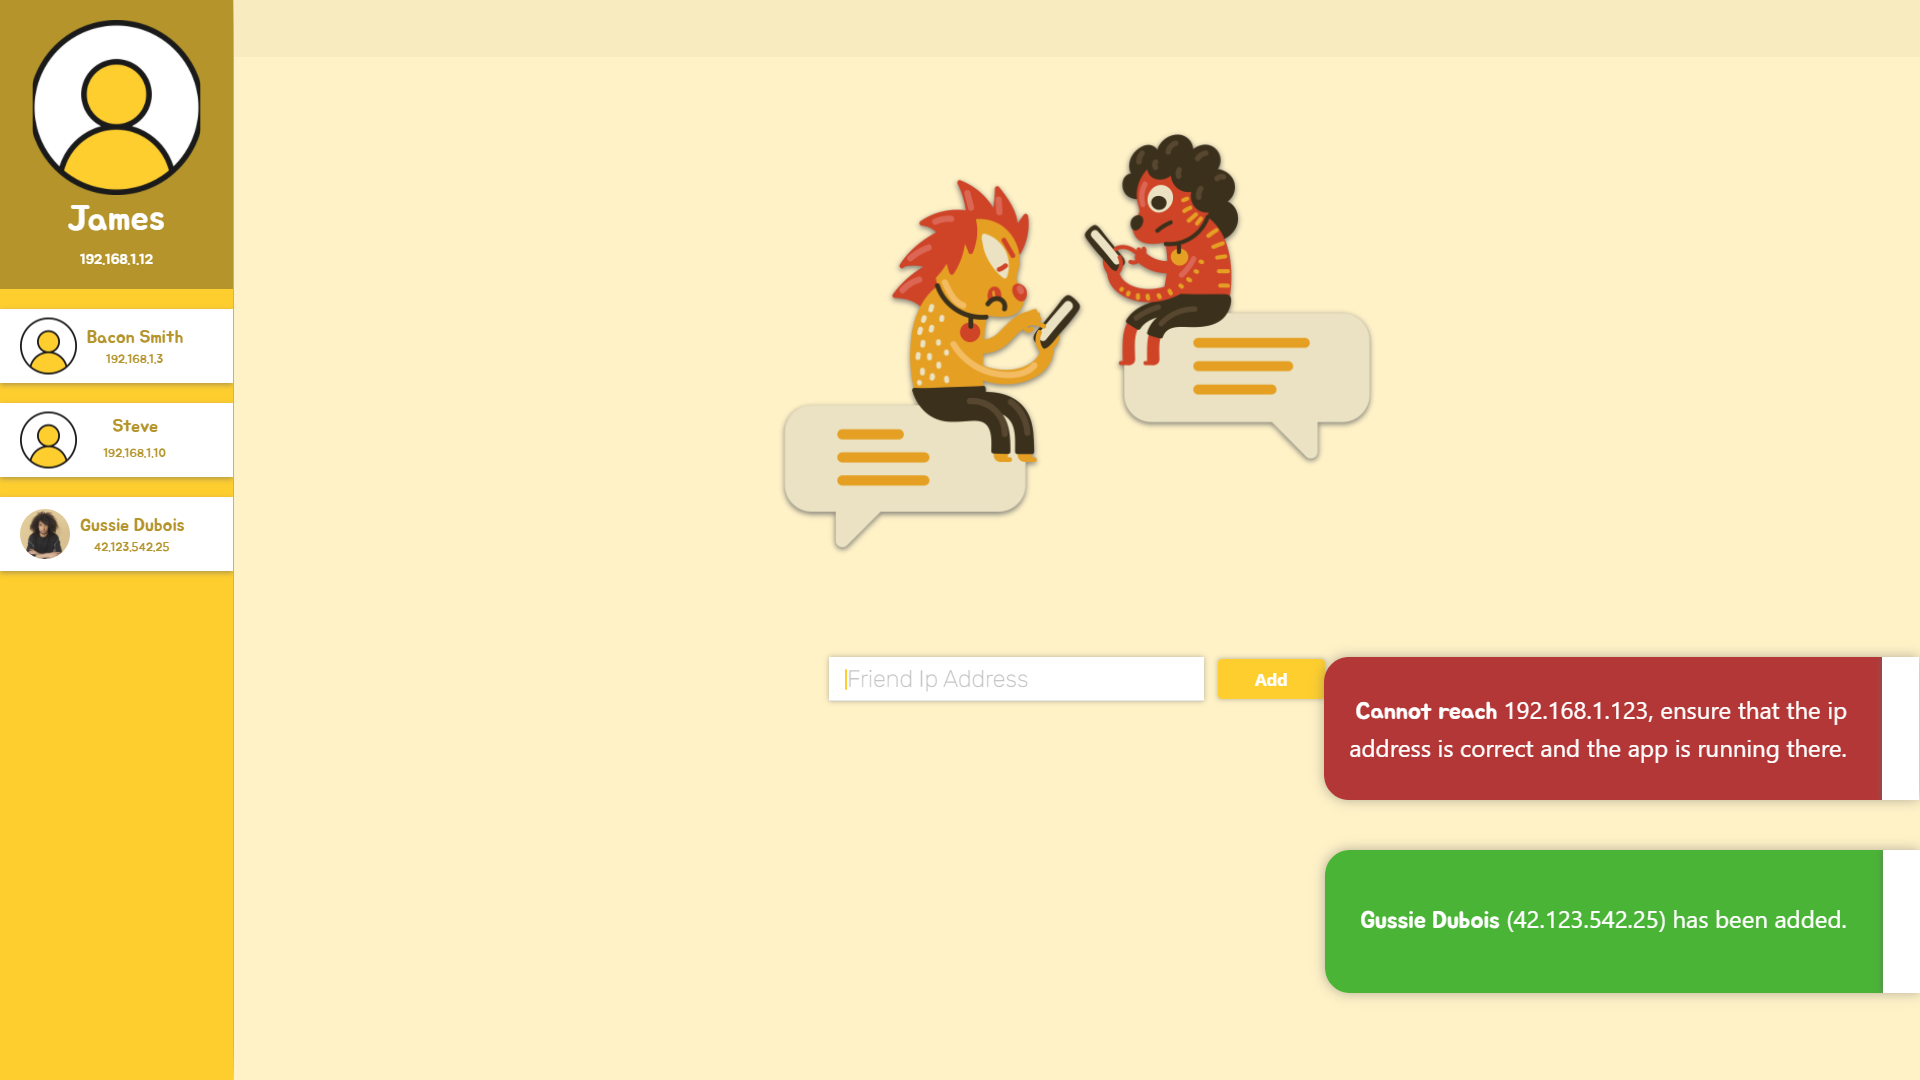 James
192.168.1.12
Bacon Smith
192.168.1.3
Steve
192.168.1.10
Gussie Dubois
42.123.542.25
Friend Ip Address
Add
Cannot reach 192.168.1.123, ensure that the ip
address is correct and the app is running there.
Gussie Dubois (42.123.542.25) has been added.